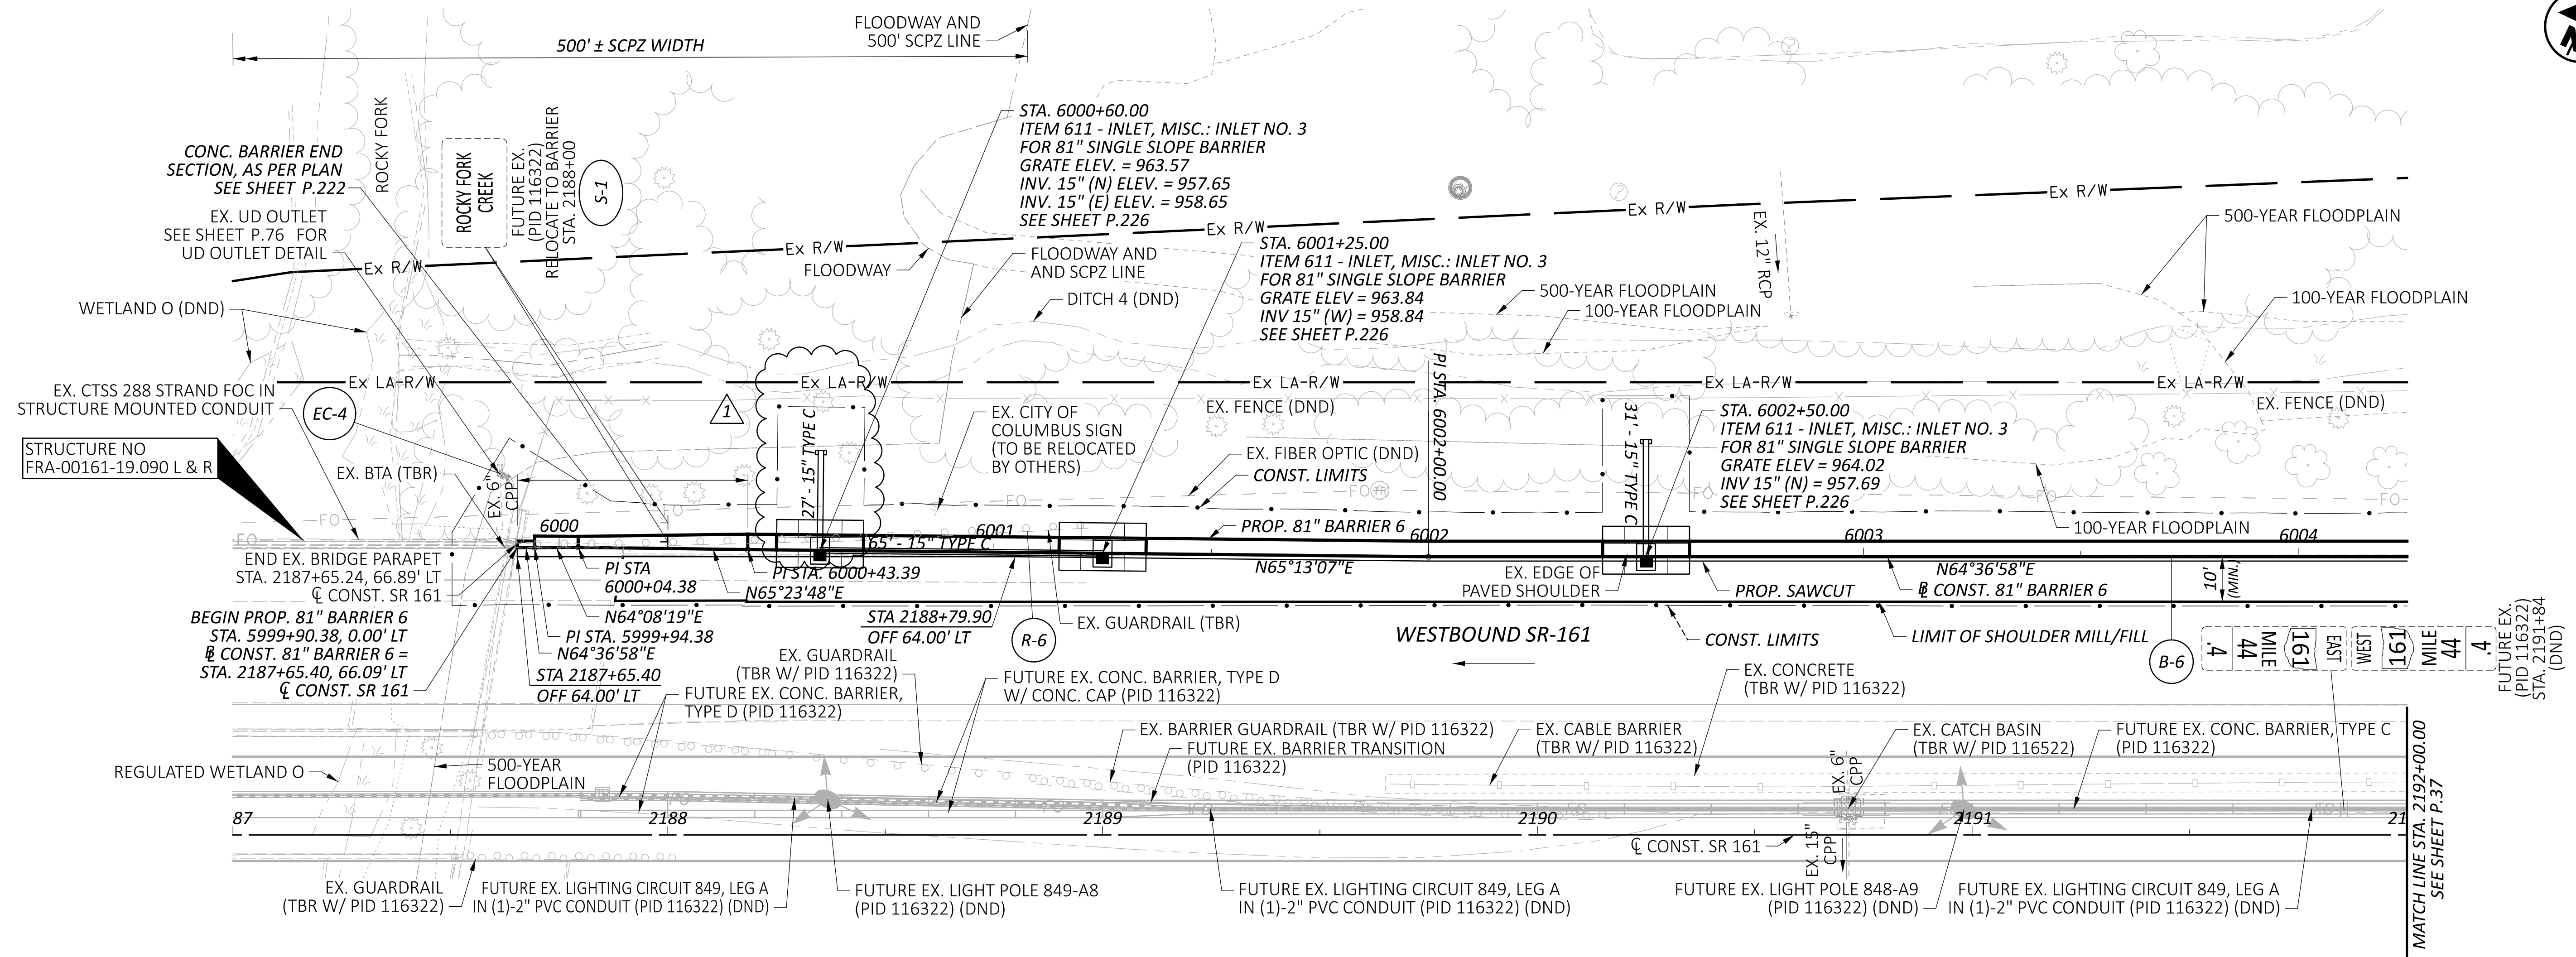 FLOODWAY AND
500' SCPZ LINE
500' ± SCPZ WIDTH
N
STA. 6000+60.00
ITEM 611 - INLET, MISC.: INLET NO. 3
FOR 81" SINGLE SLOPE BARRIER
GRATE ELEV. = 963.57
INV. 15" (N) ELEV. = 957.65
INV. 15" (E) ELEV. = 958.65
SEE SHEET P.226
CONC. BARRIER END
SECTION, AS PER PLAN
SEE SHEET P.222
ROCKY FORK
ROCKY FORK
CREEK
FUTURE EX.
(PID 116322)
RELOCATE TO BARRIER
STA. 2188+00
S-1
EX. UD OUTLET
SEE SHEET P.76 FOR
UD OUTLET DETAIL
Ex R/W
Ex R/W
Ex R/W
Ex R/W
Ex R/W
FLOODWAY
FLOODWAY AND
AND SCPZ LINE
DITCH 4 (DND)
STA. 6001+25.00
ITEM 611 - INLET, MISC.: INLET NO. 3
FOR 81" SINGLE SLOPE BARRIER
GRATE ELEV = 963.84
INV 15" (W) = 958.84
SEE SHEET P.226
500-YEAR FLOODPLAIN
100-YEAR FLOODPLAIN
EX. 12" RCP
500-YEAR FLOODPLAIN
100-YEAR FLOODPLAIN
WETLAND O (DND)
EX. CTSS 288 STRAND FOC IN
STRUCTURE MOUNTED CONDUIT
EC-4
Ex LA-R/W
Ex LA-R/W
Ex LA-R/W
Ex LA-R/W
Ex LA-R/W
1
27' - 15" TYPE C
EX. CITY OF
COLUMBUS SIGN
(TO BE RELOCATED
BY OTHERS)
EX. FENCE (DND)
PI STA. 6002+00.00
31' - 15" TYPE C
STA. 6002+50.00
ITEM 611 - INLET, MISC.: INLET NO. 3
FOR 81" SINGLE SLOPE BARRIER
GRATE ELEV = 964.02
INV 15" (N) = 957.69
SEE SHEET P.226
EX. FENCE (DND)
STRUCTURE NO
FRA-00161-19.090 L & R
EX. BTA (TBR)
EX. 6"
CPP
EX. FIBER OPTIC (DND)
CONST. LIMITS
FO
FO
FO
FO
FO
FO
FO
100-YEAR FLOODPLAIN
6000
6001
6002
6003
6004
PROP. 81" BARRIER 6
65' - 15" TYPE C
END EX. BRIDGE PARAPET
STA. 2187+65.24, 66.89' LT
℄ CONST. SR 161
PI STA
6000+04.38
PI STA. 6000+43.39
N65°23'48"E
N65°13'07"E
EX. EDGE OF
PAVED SHOULDER
PROP. SAWCUT
N64°36'58"E
BL CONST. 81" BARRIER 6
10'
(MIN.)
BEGIN PROP. 81" BARRIER 6
STA. 5999+90.38, 0.00' LT
BL CONST. 81" BARRIER 6 =
STA. 2187+65.40, 66.09' LT
℄ CONST. SR 161
N64°08'19"E
PI STA. 5999+94.38
N64°36'58"E
STA 2187+65.40
OFF 64.00' LT
STA 2188+79.90
OFF 64.00' LT
R-6
EX. GUARDRAIL (TBR)
WESTBOUND SR-161
CONST. LIMITS
LIMIT OF SHOULDER MILL/FILL
B-6
EAST
161
MILE
44
.4
WEST
161
MILE
44
.4
FUTURE EX.
(PID 116322)
STA. 2191+84
(DND)
EX. GUARDRAIL
(TBR W/ PID 116322)
FUTURE EX. CONC. BARRIER,
TYPE D (PID 116322)
FUTURE EX. CONC. BARRIER, TYPE D
W/ CONC. CAP (PID 116322)
EX. CONCRETE
(TBR W/ PID 116322)
EX. BARRIER GUARDRAIL (TBR W/ PID 116322)
FUTURE EX. BARRIER TRANSITION
(PID 116322)
EX. CABLE BARRIER
(TBR W/ PID 116322)
EX. CATCH BASIN
(TBR W/ PID 116522)
FUTURE EX. CONC. BARRIER, TYPE C
(PID 116322)
REGULATED WETLAND O
500-YEAR
FLOODPLAIN
EX. 6"
CPP
87
2188
2189
2190
2191
21
EX. 15"
CPP
℄ CONST. SR 161
MATCH LINE STA. 2192+00.00
SEE SHEET P.37
EX. GUARDRAIL
(TBR W/ PID 116322)
FUTURE EX. LIGHTING CIRCUIT 849, LEG A
IN (1)-2" PVC CONDUIT (PID 116322) (DND)
FUTURE EX. LIGHT POLE 849-A8
(PID 116322) (DND)
FUTURE EX. LIGHTING CIRCUIT 849, LEG A
IN (1)-2" PVC CONDUIT (PID 116322) (DND)
FUTURE EX. LIGHT POLE 848-A9
(PID 116322) (DND)
FUTURE EX. LIGHTING CIRCUIT 849, LEG A
IN (1)-2" PVC CONDUIT (PID 116322) (DND)